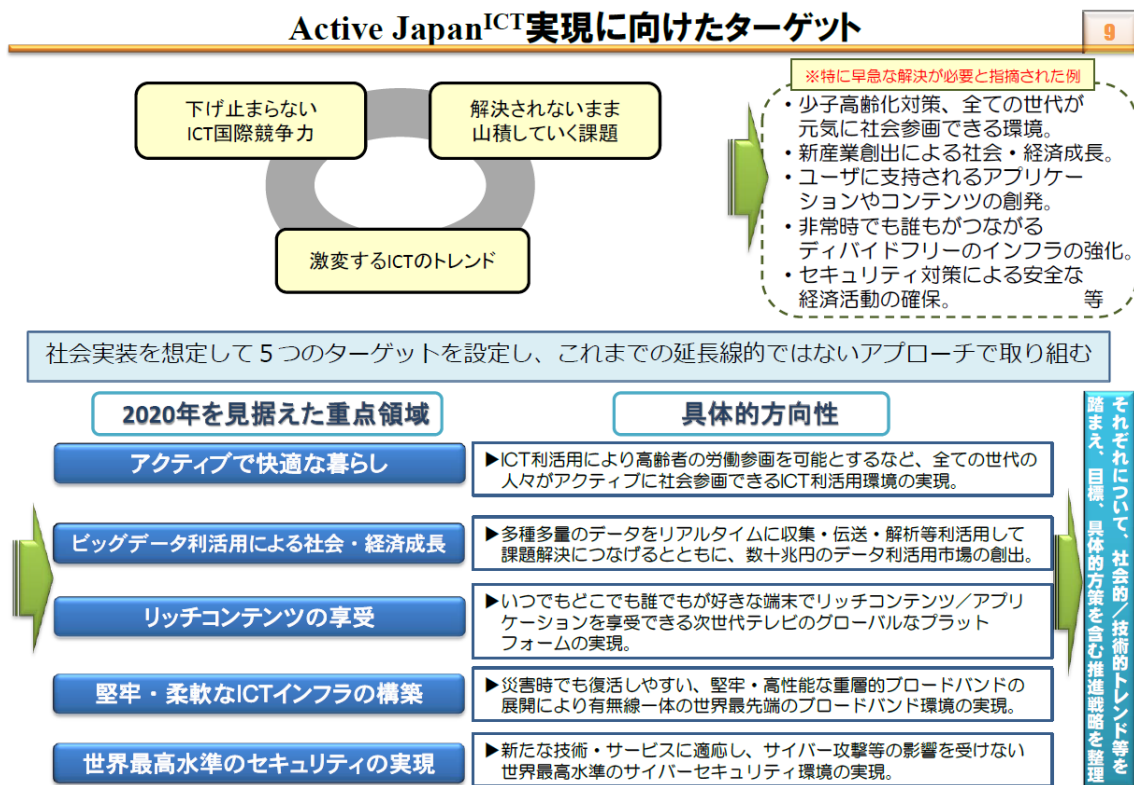 Active JapanICT実現に向けたターゲット
9
下げ止まらない
ICT国際競争力
解決されないまま
山積していく課題
激変するICTのトレンド
※特に早急な解決が必要と指摘された例
・少子高齢化対策、全ての世代が
元気に社会参画できる環境。
・新産業創出による社会・経済成長。
・ユーザに支持されるアプリケー
ションやコンテンツの創発。
・非常時でも誰もがつながる
ディバイドフリーのインフラの強化。
・セキュリティ対策による安全な
経済活動の確保。 等
社会実装を想定して5つのターゲットを設定し、これまでの延長線的ではないアプローチで取り組む
2020年を見据えた重点領域
具体的方向性
アクティブで快適な暮らし
▶ICT利活用により高齢者の労働参画を可能とするなど、全ての世代の
人々がアクティブに社会参画できるICT利活用環境の実現。
ビッグデータ利活用による社会・経済成長
▶多種多量のデータをリアルタイムに収集・伝送・解析等利活用して
課題解決につなげるとともに、数十兆円のデータ利活用市場の創出。
リッチコンテンツの享受
▶いつでもどこでも誰でもが好きな端末でリッチコンテンツ／アプリ
ケーションを享受できる次世代テレビのグローバルなプラット
フォームの実現。
堅牢・柔軟なICTインフラの構築
▶災害時でも復活しやすい、堅牢・高性能な重層的ブロードバンドの
展開により有無線一体の世界最先端のブロードバンド環境の実現。
世界最高水準のセキュリティの実現
▶新たな技術・サービスに適応し、サイバー攻撃等の影響を受けない
世界最高水準のサイバーセキュリティ環境の実現。
それぞれについて、社会的／技術的トレンド等を
踏まえ、目標、具体的方策を含む推進戦略を整理